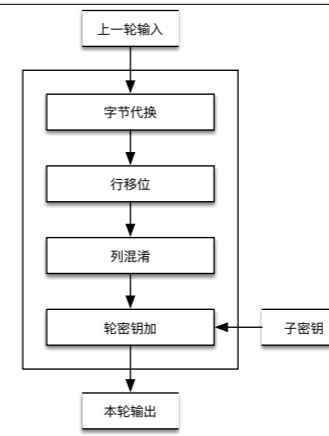 上一轮输入
字节代换
行移位
列混淆
轮密钥加
子密钥
本轮输出